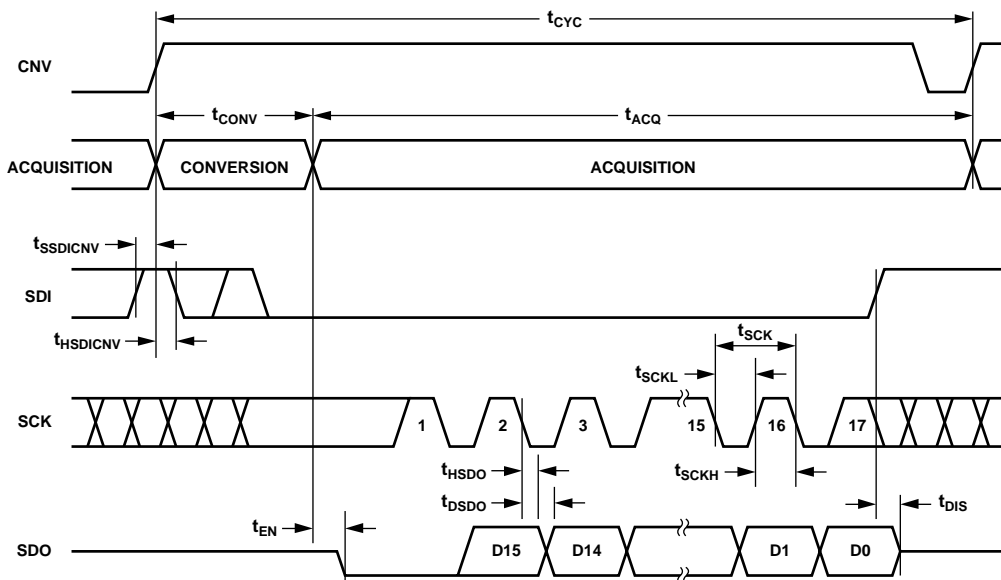 tCYC
CNV
tCONV
tACQ
ACQUISITION
CONVERSION
ACQUISITION
tSSDICNV
SDI
tHSDICNV
tSCK
tSCKL
SCK
1
2
3
15
16
17
tHSDO
tSCKH
tDSDO
tDIS
tEN
SDO
D15
D14
D1
D0